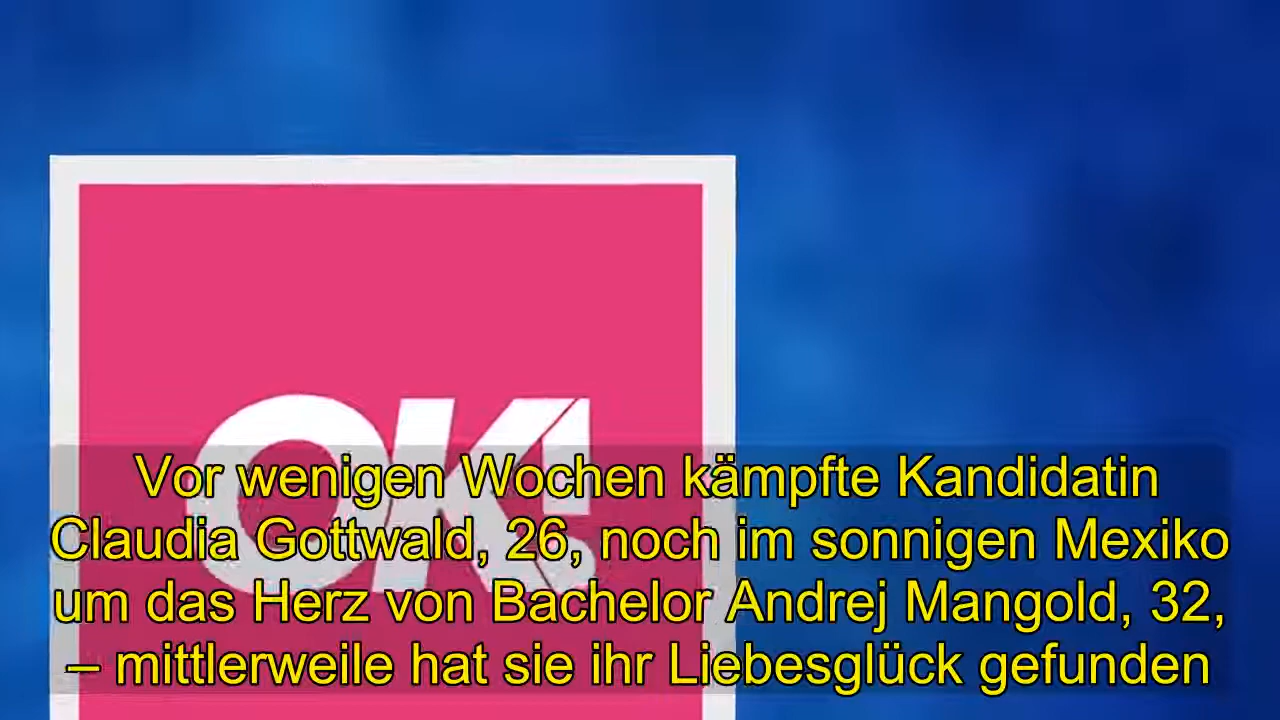 OK!
Vor wenigen Wochen kämpfte Kandidatin
Claudia Gottwald, 26, noch im sonnigen Mexiko
um das Herz von Bachelor Andrej Mangold, 32,
– mittlerweile hat sie ihr Liebesglück gefunden